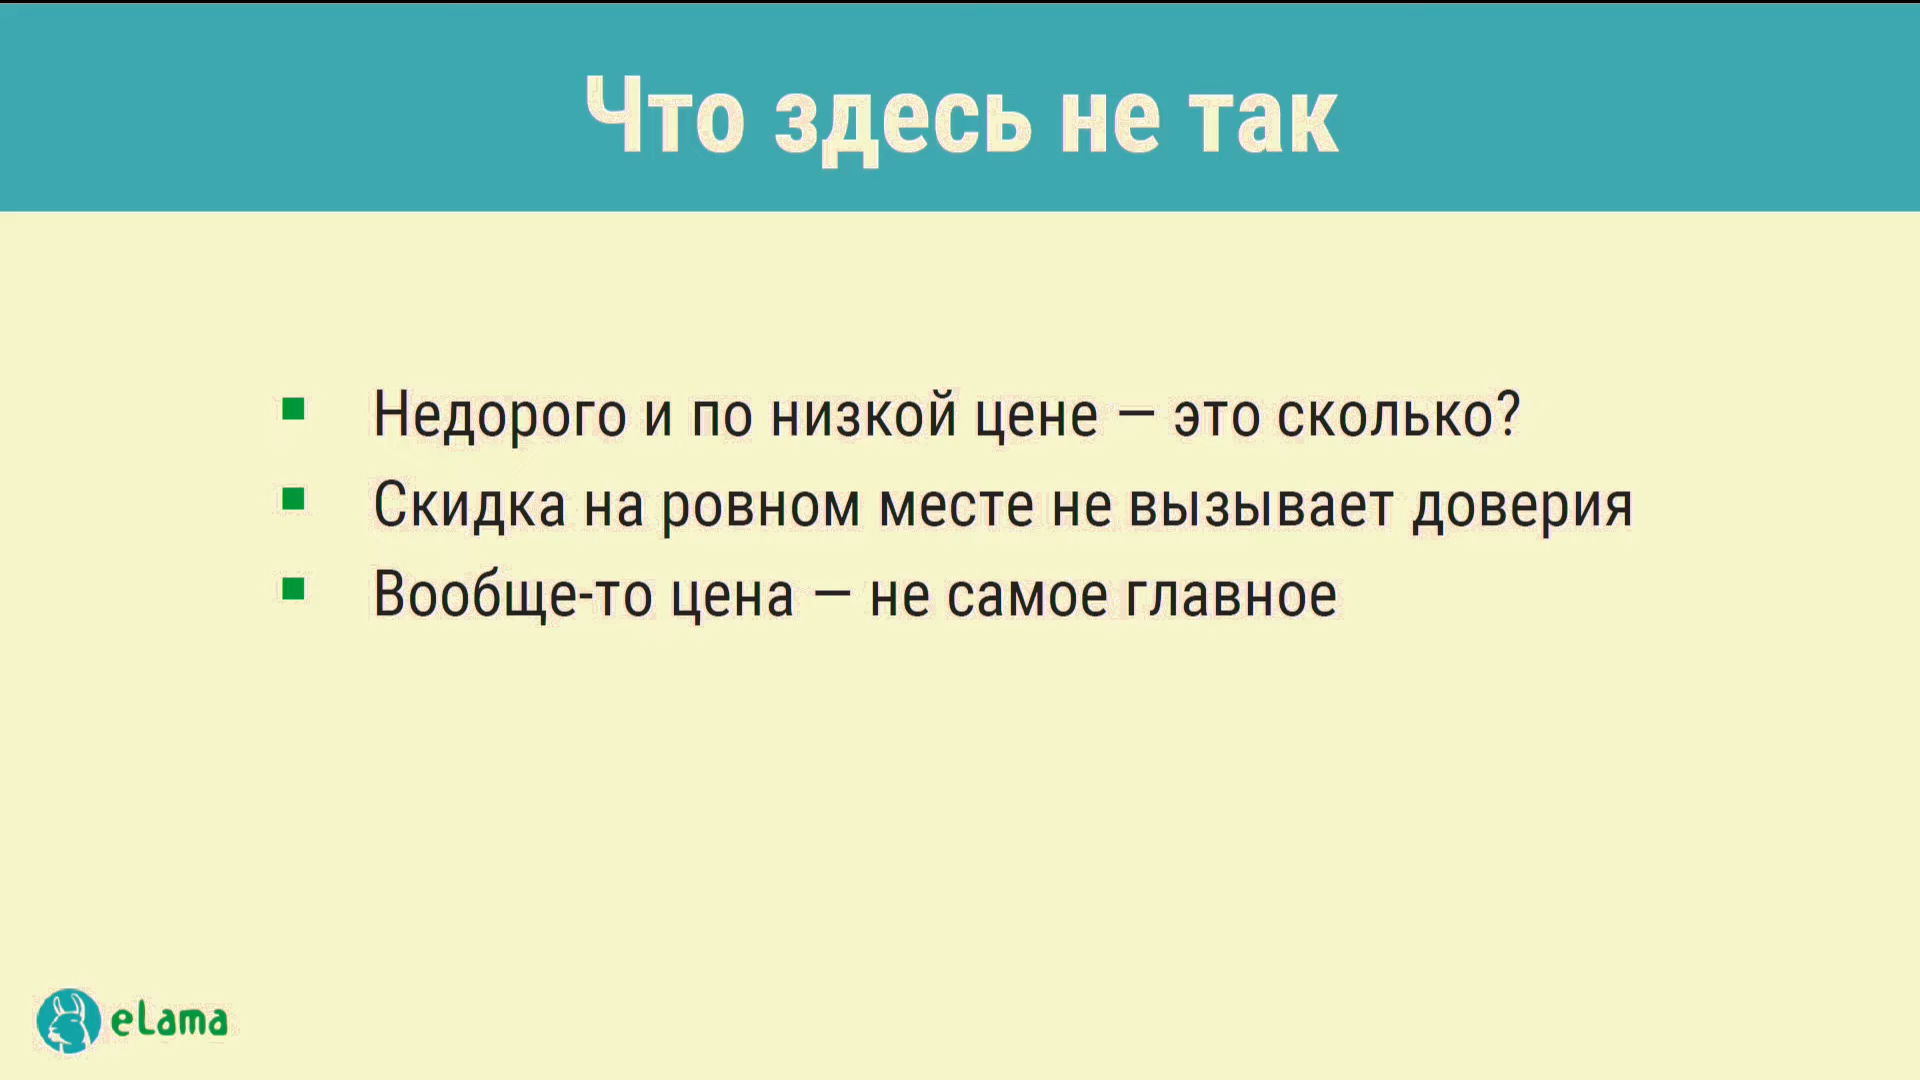 Что здесь не так
Недорого и по низкой цене — это сколько?
Скидка на ровном месте не вызывает доверия
Вообще-то цена — не самое главное
eLama